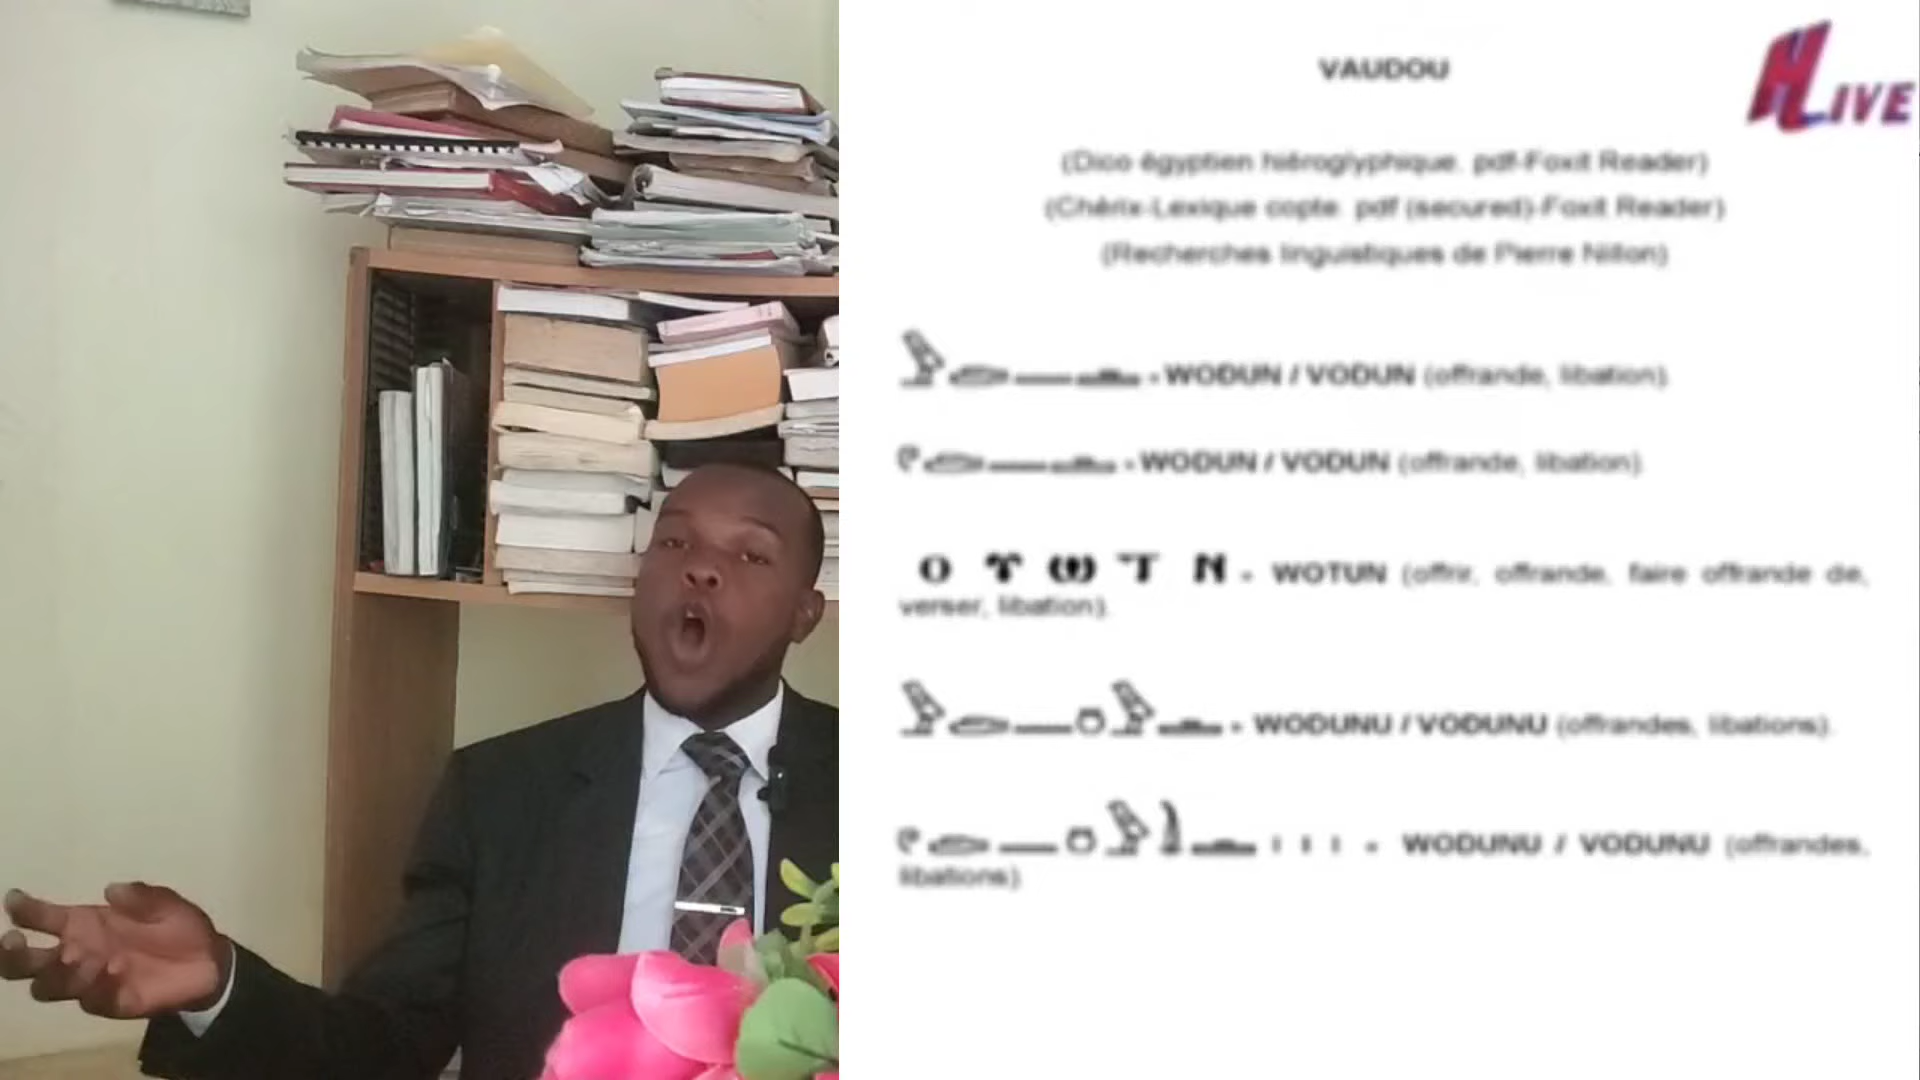 VAUDOU
HLIVE
(Dico égyptien hiéroglyphique. pdf-Foxit Reader)
(Chérix-Lexique copte. pdf (secured)-Foxit Reader)
(Recherches linguistiques de Pierre Nillon)
- WODUN / VODUN (offrande, libation).
- WODUN / VODUN (offrande, libation).
ⲟ ⲩ ⲱ ⲧ ⲛ - WOTUN (offrir, offrande, faire offrande de,
verser, libation).
- WODUNU / VODUNU (offrandes, libations).
- WODUNU / VODUNU (offrandes,
libations).